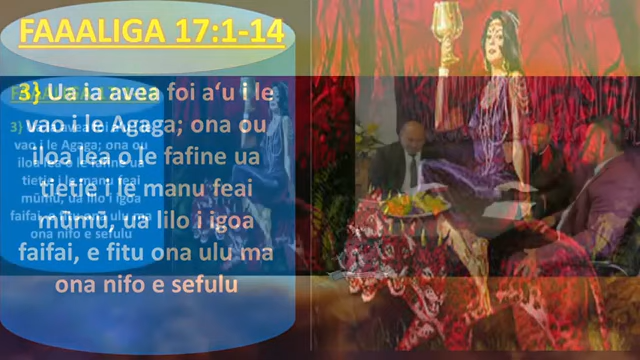 FAAALIGA 17:1-14
3} Ua ia avea foi a‘u i le
vao i le Agaga; ona ou
iloa lea o le fafine ua
tietie i le manu feai
mūmū, ua lilo i igoa
faifai, e fitu ona ulu ma
ona nifo e sefulu